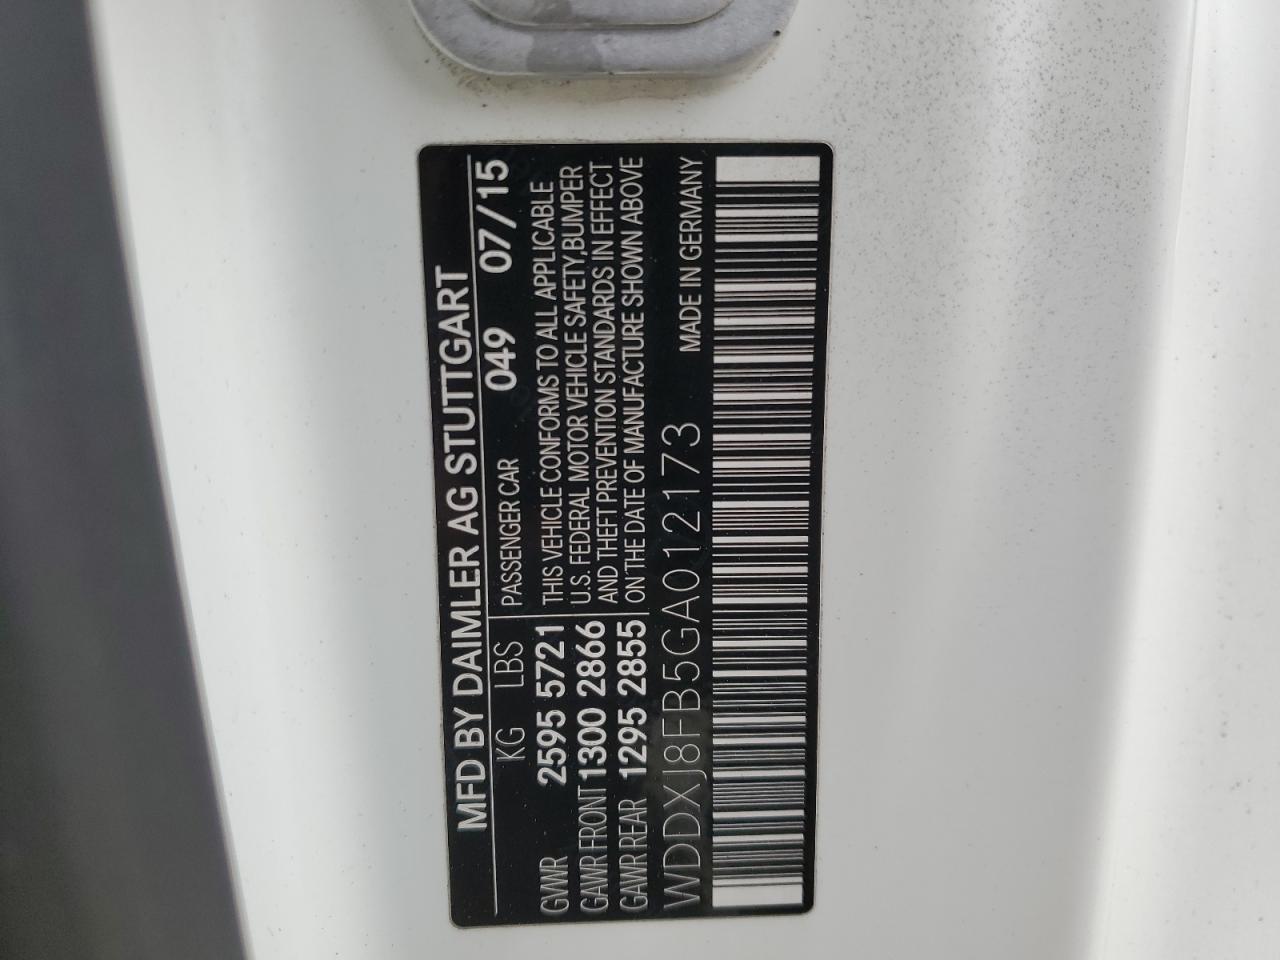 MFD BY DAIMLER AG STUTTGART
KG LBS PASSENGER CAR 049 07/15
GVWR 2595 5721 THIS VEHICLE CONFORMS TO ALL APPLICABLE
GAWR FRONT 1300 2866 U.S. FEDERAL MOTOR VEHICLE SAFETY, BUMPER
AND THEFT PREVENTION STANDARDS IN EFFECT
GAWR REAR 1295 2855 ON THE DATE OF MANUFACTURE SHOWN ABOVE
WDDXJ8FB5GA012173 MADE IN GERMANY